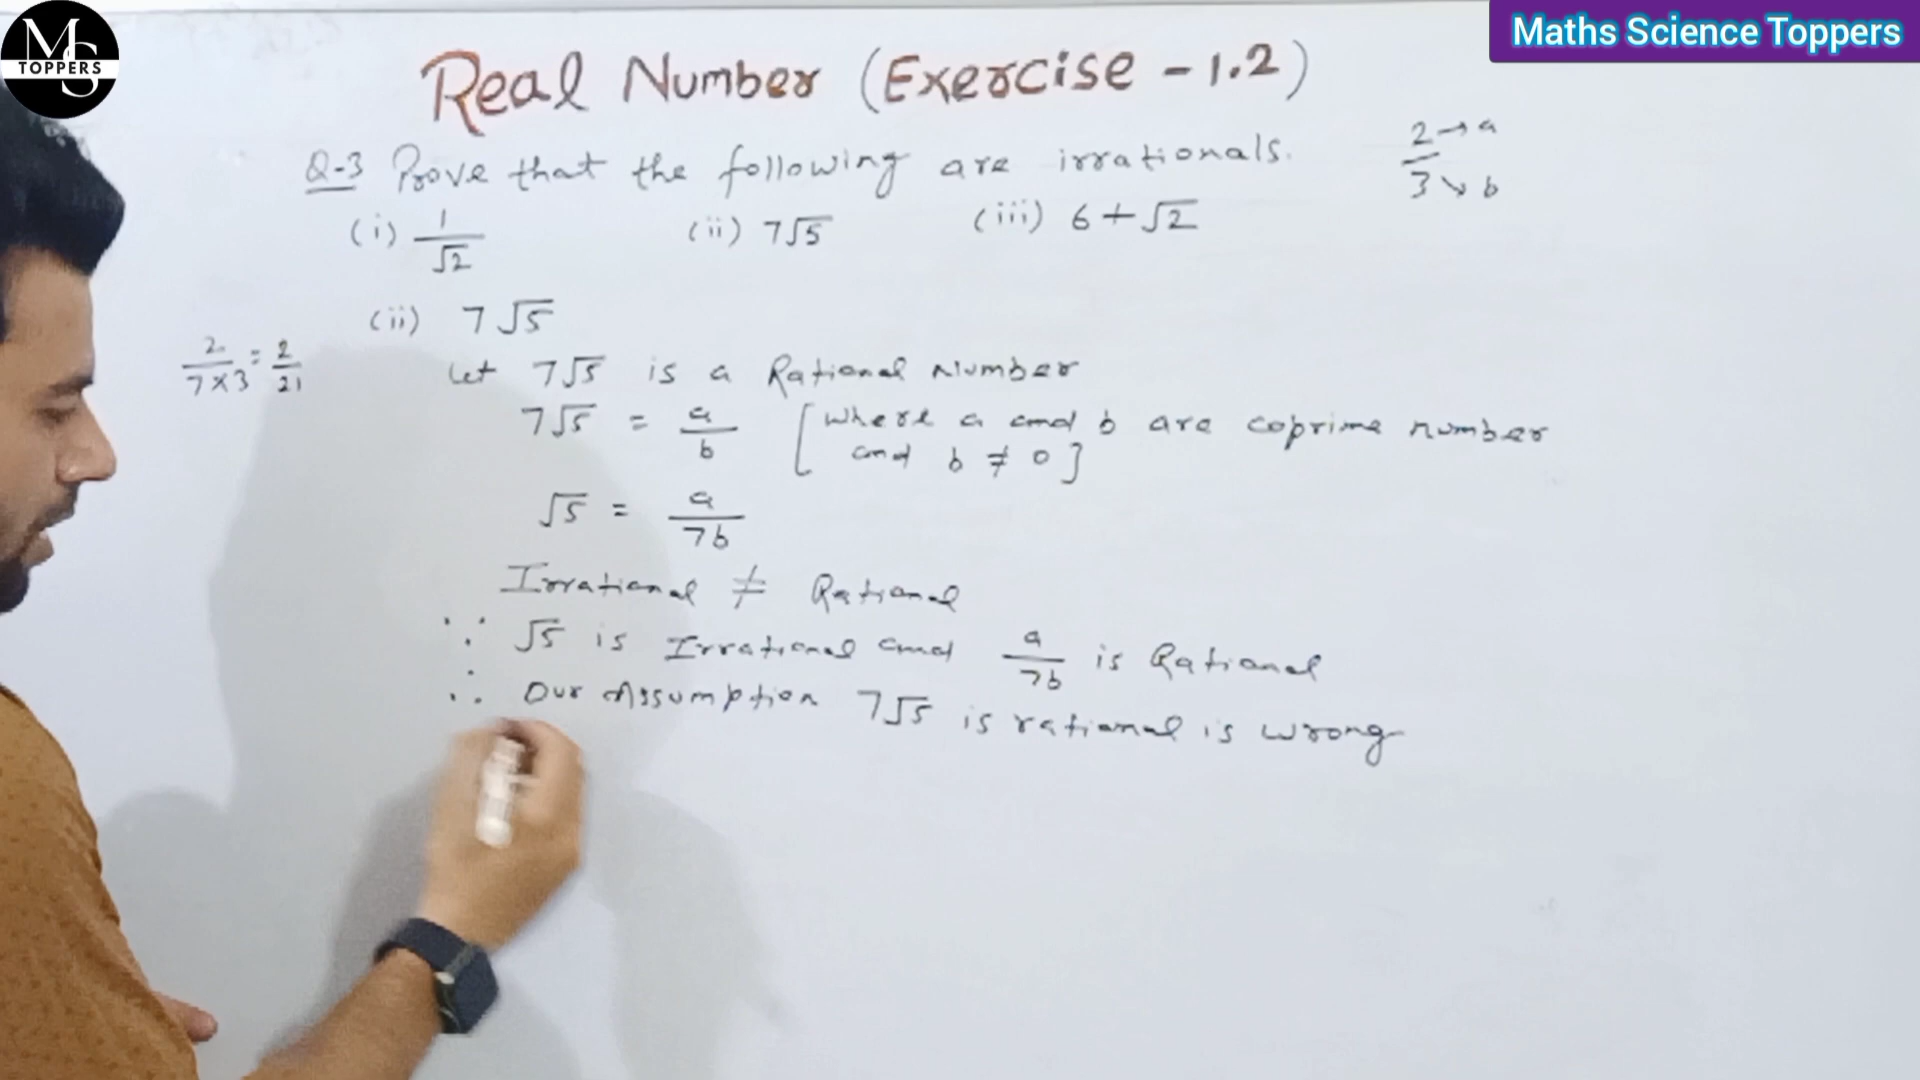 MS
TOPPERS
Maths Science Toppers
Real Number (Exercise - 1.2)
Q-3 Prove that the following are irrationals.
2 → a
3 ↘ b
(i) 1/√2 (ii) 7√5 (iii) 6 + √2
(ii) 7√5
2/7×3 = 2/21
Let 7√5 is a Rational Number
7√5 = a/b [where a and b are coprime number
and b ≠ 0]
√5 = a/7b
Irrational ≠ Rational
∵ √5 is Irrational and a/7b is Rational
∴ Our Assumption 7√5 is rational is wrong